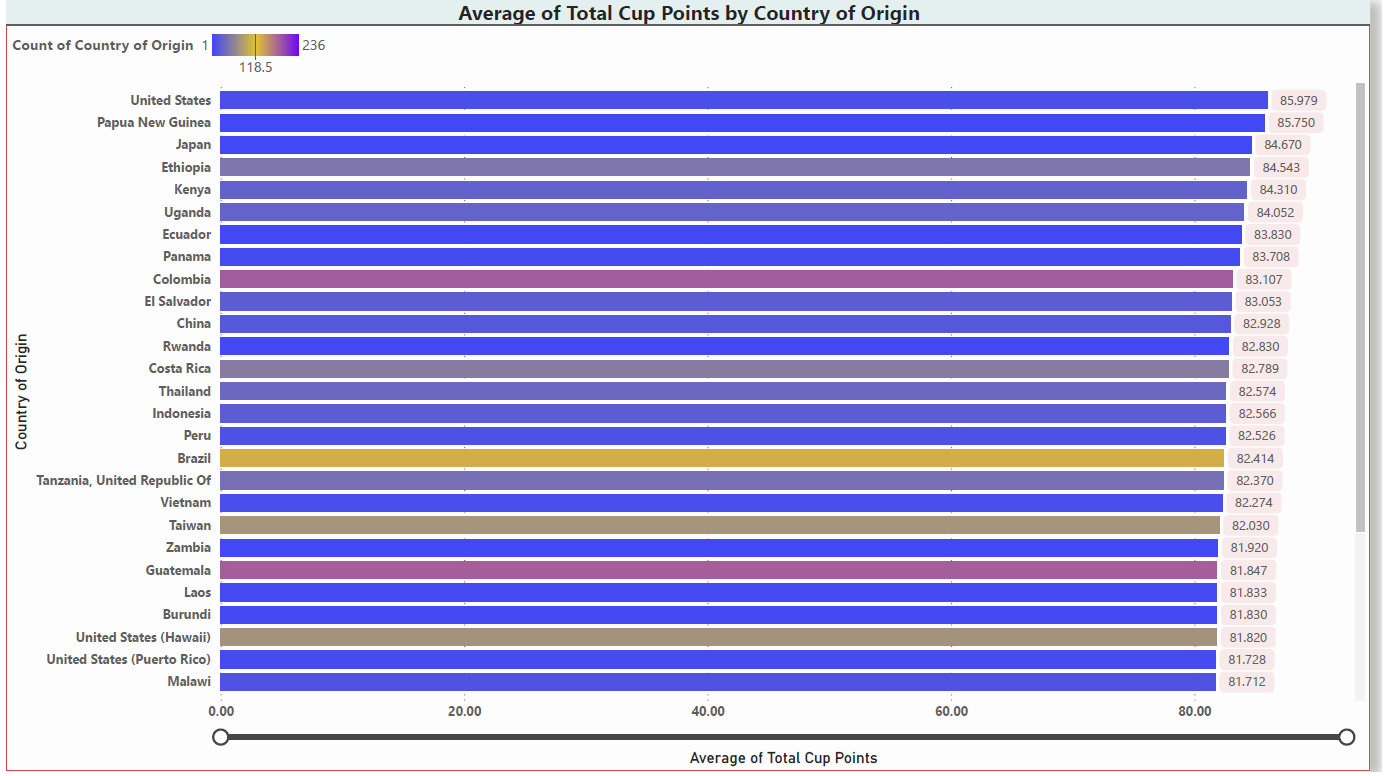 Average of Total Cup Points by Country of Origin
Count of Country of Origin 1 236
118.5
Country of Origin
United States 85.979
Papua New Guinea 85.750
Japan 84.670
Ethiopia 84.543
Kenya 84.310
Uganda 84.052
Ecuador 83.830
Panama 83.708
Colombia 83.107
El Salvador 83.053
China 82.928
Rwanda 82.830
Costa Rica 82.789
Thailand 82.574
Indonesia 82.566
Peru 82.526
Brazil 82.414
Tanzania, United Republic Of 82.370
Vietnam 82.274
Taiwan 82.030
Zambia 81.920
Guatemala 81.847
Laos 81.833
Burundi 81.830
United States (Hawaii) 81.820
United States (Puerto Rico) 81.728
Malawi 81.712
0.00 20.00 40.00 60.00 80.00
Average of Total Cup Points